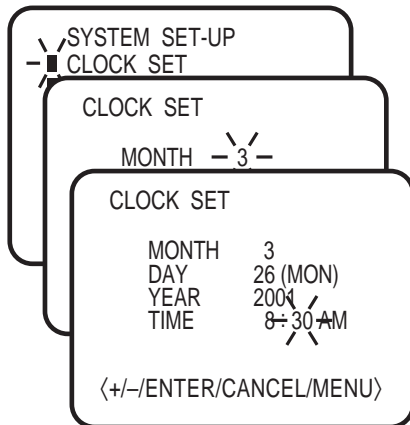 SYSTEM SET-UP
CLOCK SET
CLOCK SET
MONTH 3
CLOCK SET
MONTH 3
DAY 26 (MON)
YEAR 2001
TIME 8 : 30 AM
〈+/–/ENTER/CANCEL/MENU〉